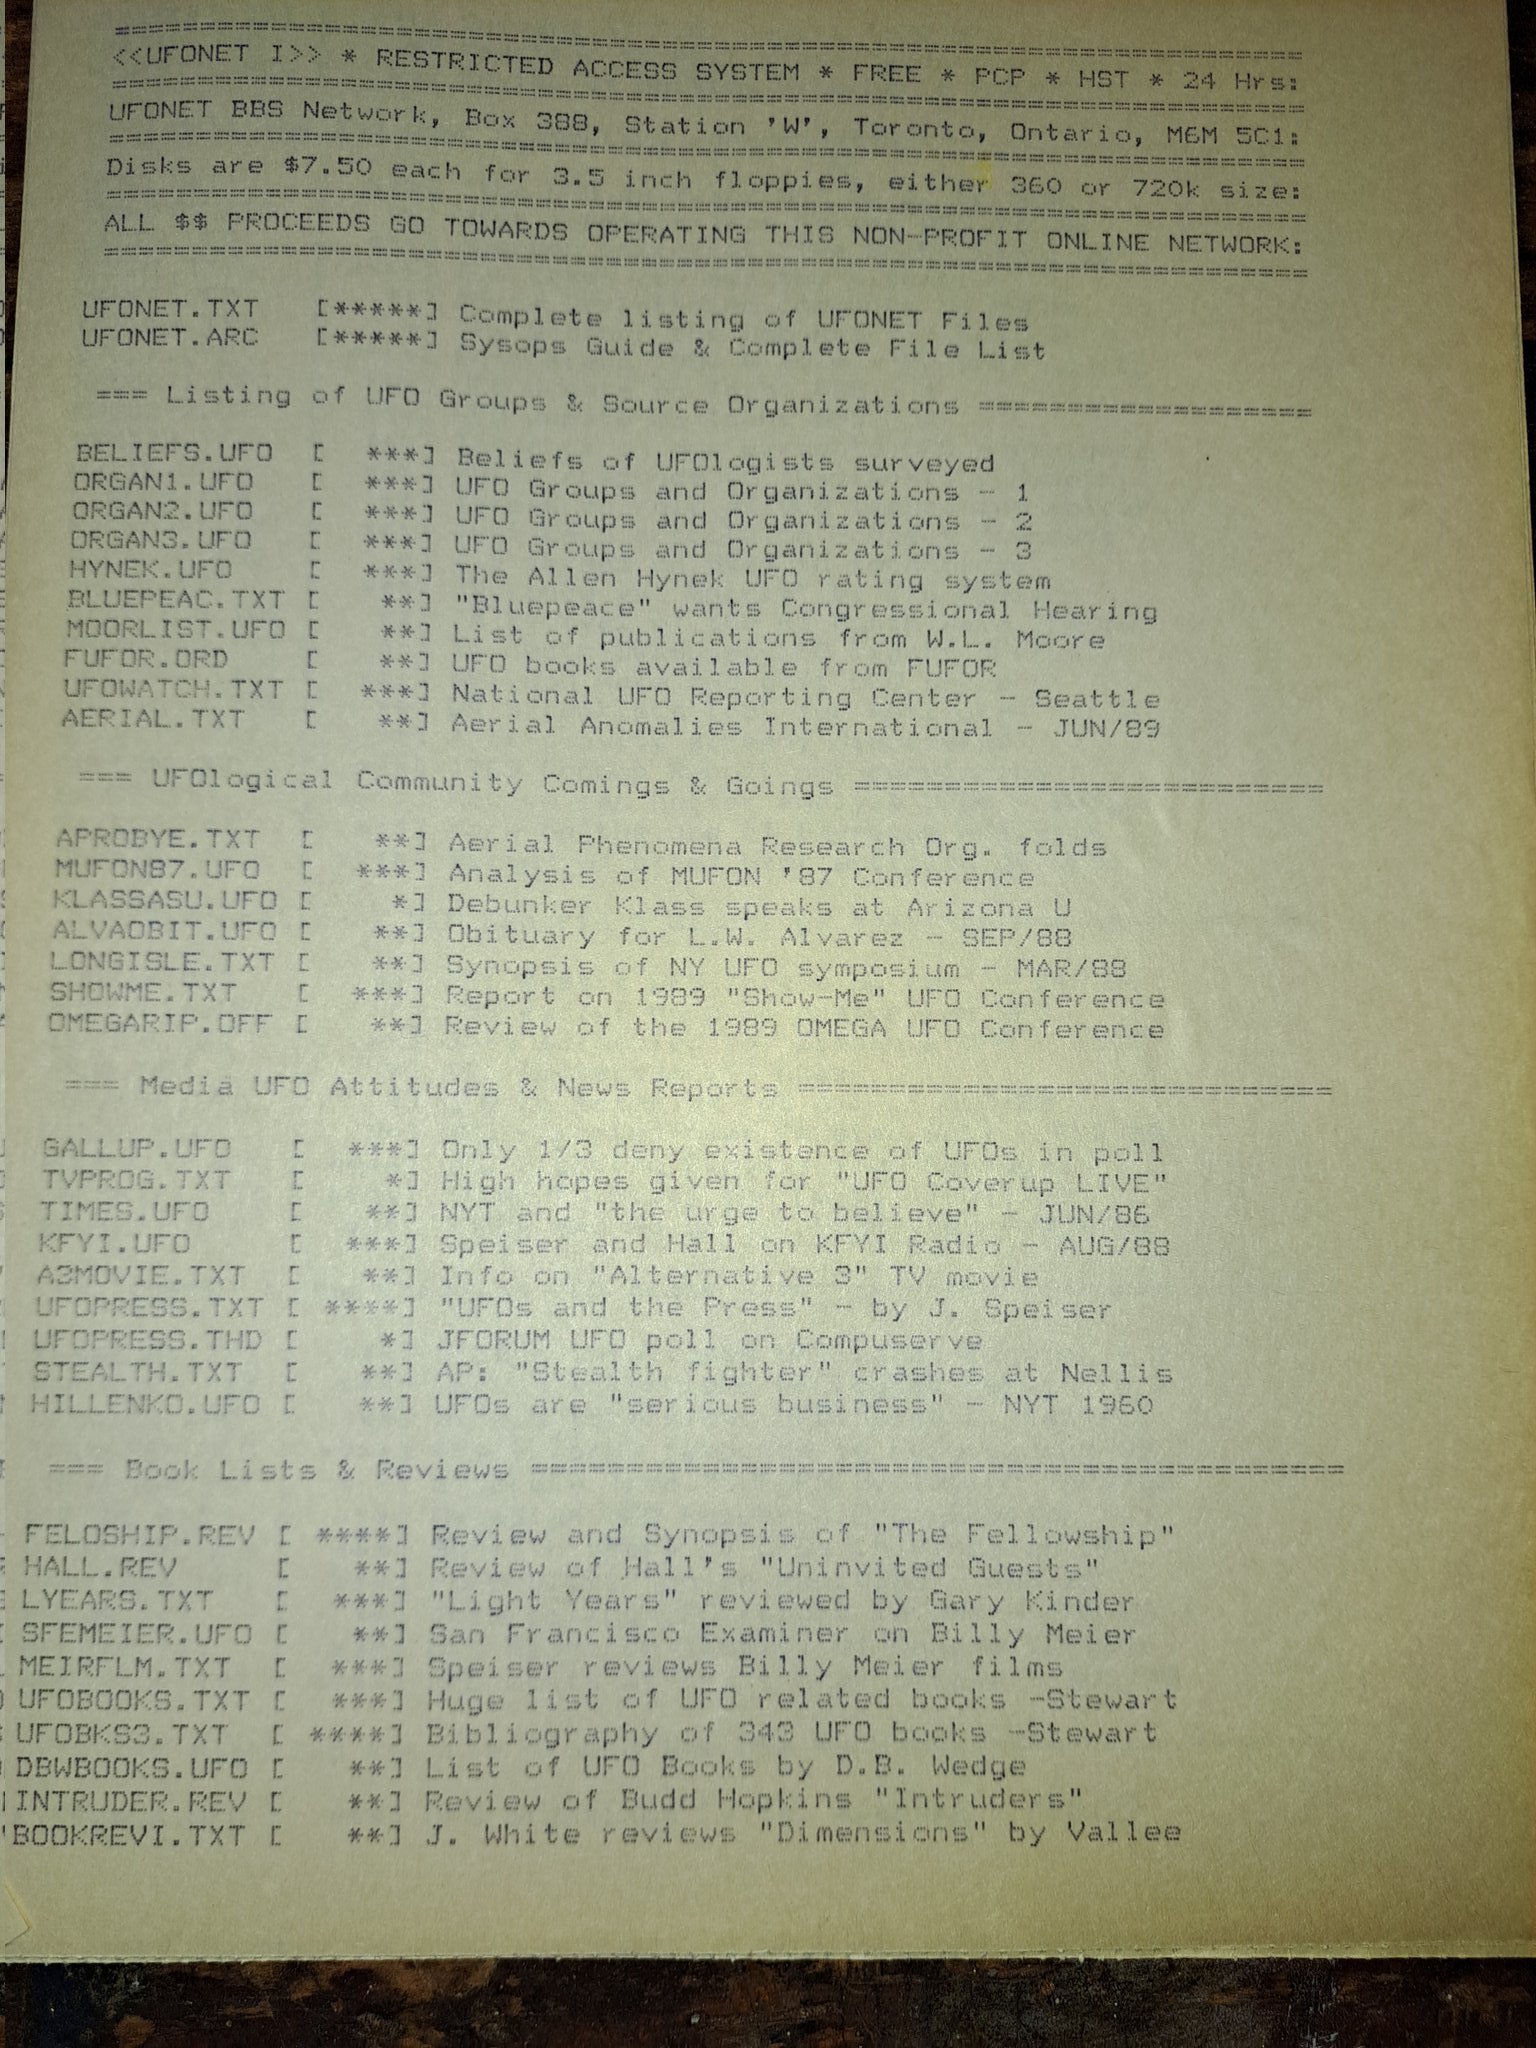 ==================================================================
<<UFONET I>> * RESTRICTED ACCESS SYSTEM * FREE * PCP * HST * 24 Hrs:
==================================================================
UFONET BBS Network, Box 388, Station 'W', Toronto, Ontario, M6M 5C1:
==================================================================
Disks are $7.50 each for 3.5 inch floppies, either 360 or 720k size:
==================================================================
ALL $$ PROCEEDS GO TOWARDS OPERATING THIS NON-PROFIT ONLINE NETWORK:
==================================================================
UFONET.TXT   [*****] Complete listing of UFONET Files
UFONET.ARC   [*****] Sysops Guide & Complete File List
=== Listing of UFO Groups & Source Organizations ==================
BELIEFS.UFO  [  ***] Beliefs of UFOlogists surveyed
ORGAN1.UFO   [  ***] UFO Groups and Organizations - 1
ORGAN2.UFO   [  ***] UFO Groups and Organizations - 2
ORGAN3.UFO   [  ***] UFO Groups and Organizations - 3
HYNEK.UFO    [  ***] The Allen Hynek UFO rating system
BLUEPEAC.TXT [   **] "Bluepeace" wants Congressional Hearing
MOORLIST.UFO [   **] List of publications from W.L. Moore
FUFOR.ORD    [   **] UFO books available from FUFOR
UFOWATCH.TXT [  ***] National UFO Reporting Center - Seattle
AERIAL.TXT   [   **] Aerial Anomalies International - JUN/89
=== UFOlogical Community Comings & Goings =========================
APROBYE.TXT  [   **] Aerial Phenomena Research Org. folds
MUFON87.UFO  [  ***] Analysis of MUFON '87 Conference
KLASSASU.UFO [    *] Debunker Klass speaks at Arizona U
ALVAOBIT.UFO [   **] Obituary for L.W. Alvarez - SEP/88
LONGISLE.TXT [   **] Synopsis of NY UFO symposium - MAR/88
SHOWME.TXT   [  ***] Report on 1989 "Show-Me" UFO Conference
OMEGARIP.OFF [   **] Review of the 1989 OMEGA UFO Conference
=== Media UFO Attitudes & News Reports ============================
GALLUP.UFO   [  ***] Only 1/3 deny existence of UFOs in poll
TVPROG.TXT   [    *] High hopes given for "UFO Coverup LIVE"
TIMES.UFO    [   **] NYT and "the urge to believe" - JUN/86
KFYI.UFO     [  ***] Speiser and Hall on KFYI Radio - AUG/88
A3MOVIE.TXT  [   **] Info on "Alternative 3" TV movie
UFOPRESS.TXT [ ****] "UFOs and the Press" - by J. Speiser
UFOPRESS.THD [    *] JFORUM UFO poll on Compuserve
STEALTH.TXT  [   **] AP: "Stealth fighter" crashes at Nellis
HILLENKO.UFO [   **] UFOs are "serious business" - NYT 1960
=== Book Lists & Reviews ==========================================
FELOSHIP.REV [ ****] Review and Synopsis of "The Fellowship"
HALL.REV     [   **] Review of Hall's "Uninvited Guests"
LYEARS.TXT   [  ***] "Light Years" reviewed by Gary Kinder
SFEMEIER.UFO [   **] San Francisco Examiner on Billy Meier
MEIRFLM.TXT  [  ***] Speiser reviews Billy Meier films
UFOBOOKS.TXT [  ***] Huge list of UFO related books -Stewart
UFOBKS3.TXT  [ ****] Bibliography of 343 UFO books -Stewart
DBWBOOKS.UFO [   **] List of UFO Books by D.B. Wedge
INTRUDER.REV [   **] Review of Budd Hopkins "Intruders"
BOOKREVI.TXT [   **] J. White reviews "Dimensions" by Vallee